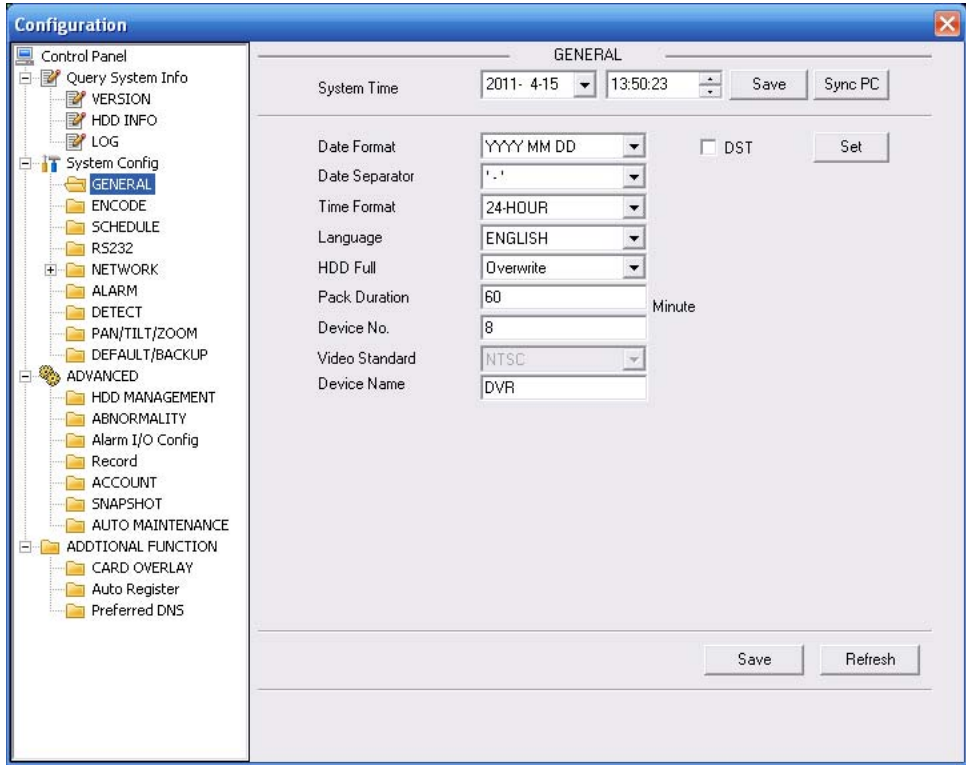 Configuration
Control Panel
Query System Info
VERSION
HDD INFO
LOG
System Config
GENERAL
ENCODE
SCHEDULE
RS232
NETWORK
ALARM
DETECT
PAN/TILT/ZOOM
DEFAULT/BACKUP
ADVANCED
HDD MANAGEMENT
ABNORMALITY
Alarm I/O Config
Record
ACCOUNT
SNAPSHOT
AUTO MAINTENANCE
ADDTIONAL FUNCTION
CARD OVERLAY
Auto Register
Preferred DNS
GENERAL
System Time 2011- 4-15 13:50:23 Save Sync PC
Date Format YYYY MM DD DST Set
Date Separator '-'
Time Format 24-HOUR
Language ENGLISH
HDD Full Overwrite
Pack Duration 60 Minute
Device No. 8
Video Standard NTSC
Device Name DVR
Save Refresh